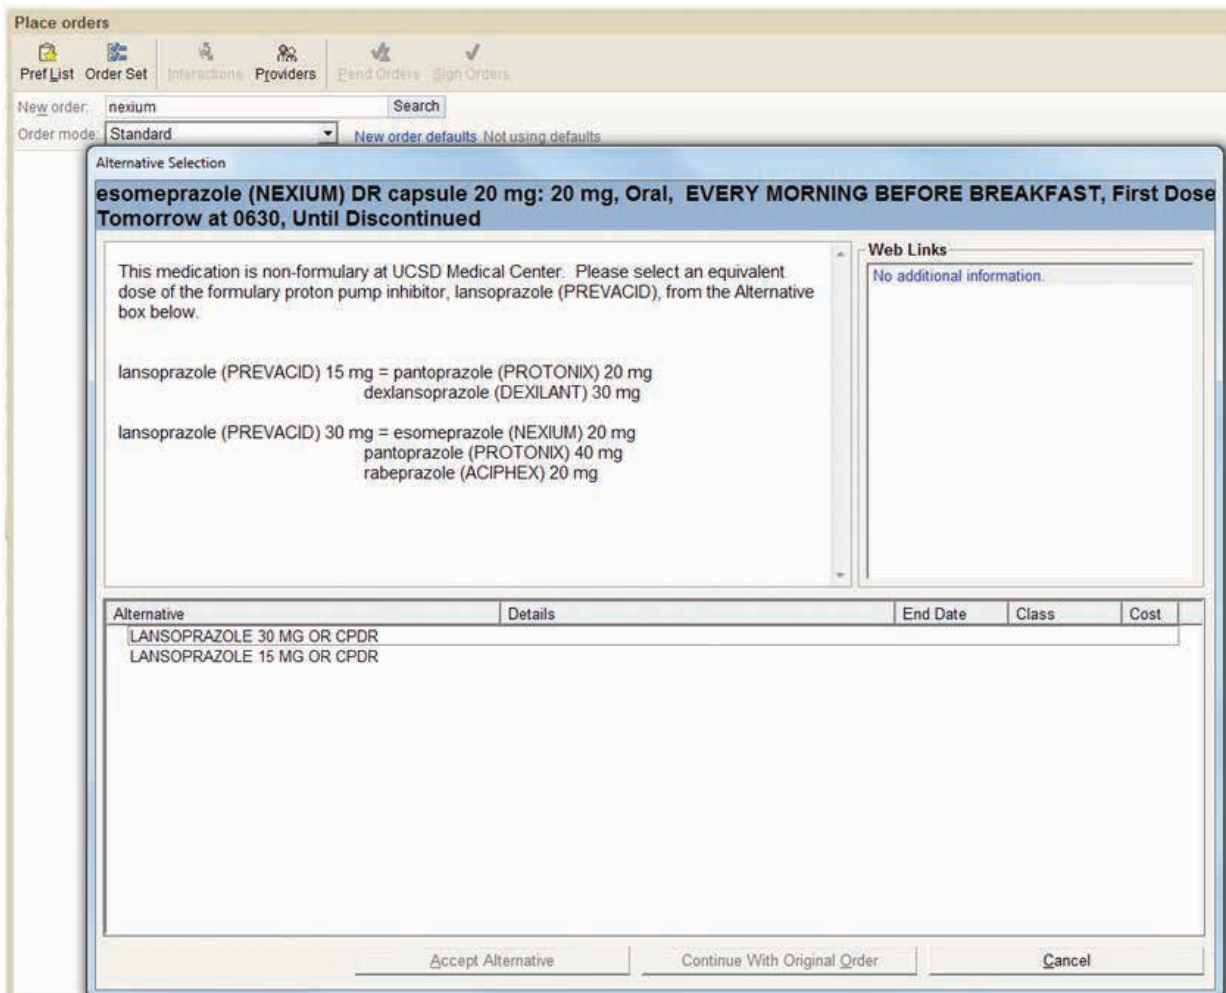 Place orders
Pref List Order Set Interactions Providers Pend Orders Sign Orders
New order: nexium Search
Order mode: Standard New order defaults Not using defaults
Alternative Selection
esomeprazole (NEXIUM) DR capsule 20 mg: 20 mg, Oral, EVERY MORNING BEFORE BREAKFAST, First Dose
Tomorrow at 0630, Until Discontinued
This medication is non-formulary at UCSD Medical Center. Please select an equivalent
dose of the formulary proton pump inhibitor, lansoprazole (PREVACID), from the Alternative
box below.
lansoprazole (PREVACID) 15 mg = pantoprazole (PROTONIX) 20 mg
dexlansoprazole (DEXILANT) 30 mg
lansoprazole (PREVACID) 30 mg = esomeprazole (NEXIUM) 20 mg
pantoprazole (PROTONIX) 40 mg
rabeprazole (ACIPHEX) 20 mg
Web Links
No additional information.
Alternative Details End Date Class Cost
LANSOPRAZOLE 30 MG OR CPDR
LANSOPRAZOLE 15 MG OR CPDR
Accept Alternative Continue With Original Order Cancel